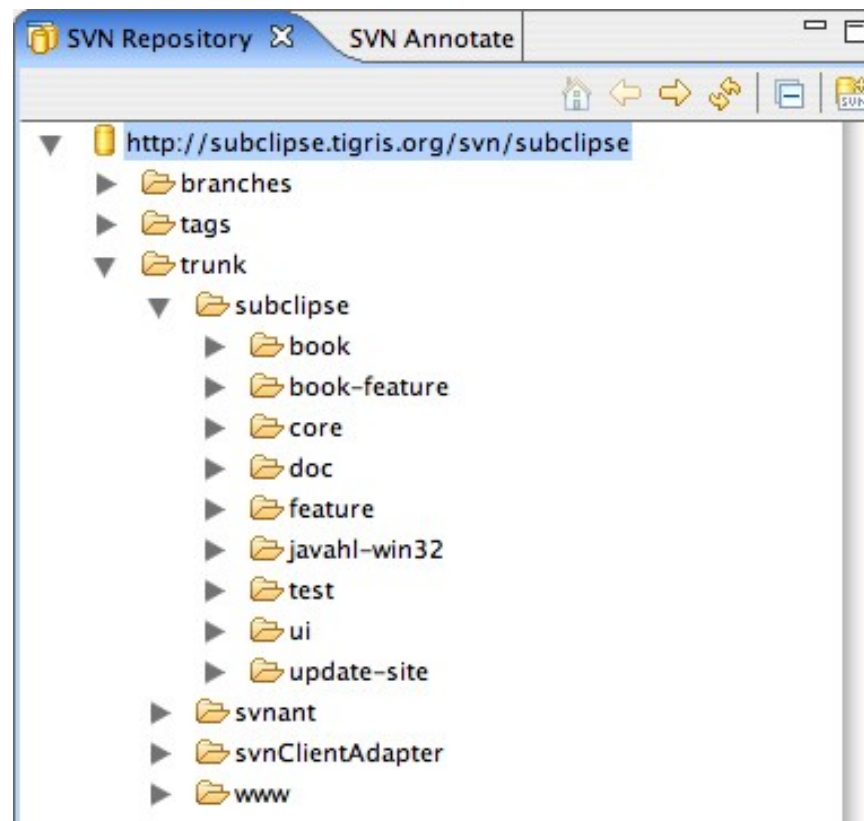 SVN Repository SVN Annotate
SVN
http://subclipse.tigris.org/svn/subclipse
branches
tags
trunk
subclipse
book
book-feature
core
doc
feature
javahl-win32
test
ui
update-site
svnant
svnClientAdapter
www